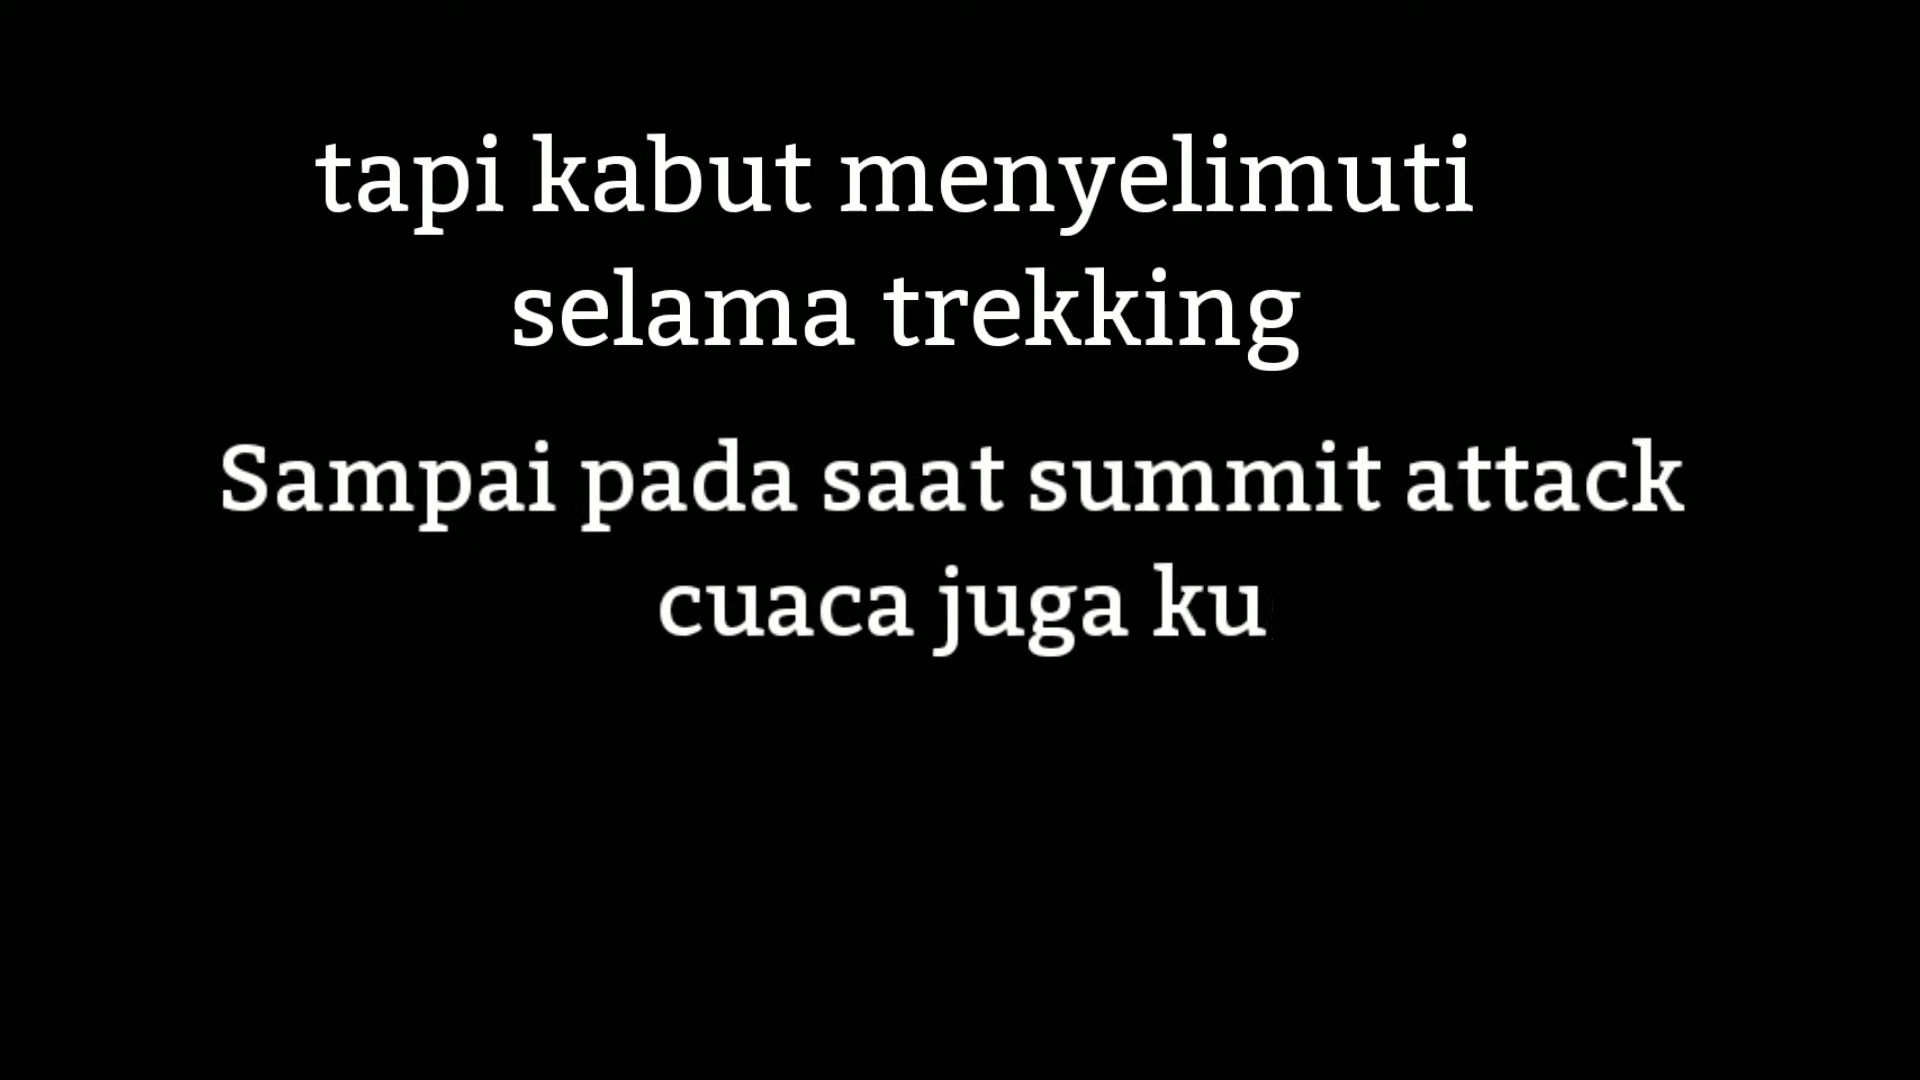 tapi kabut menyelimuti
selama trekking
Sampai pada saat summit attack
cuaca juga ku